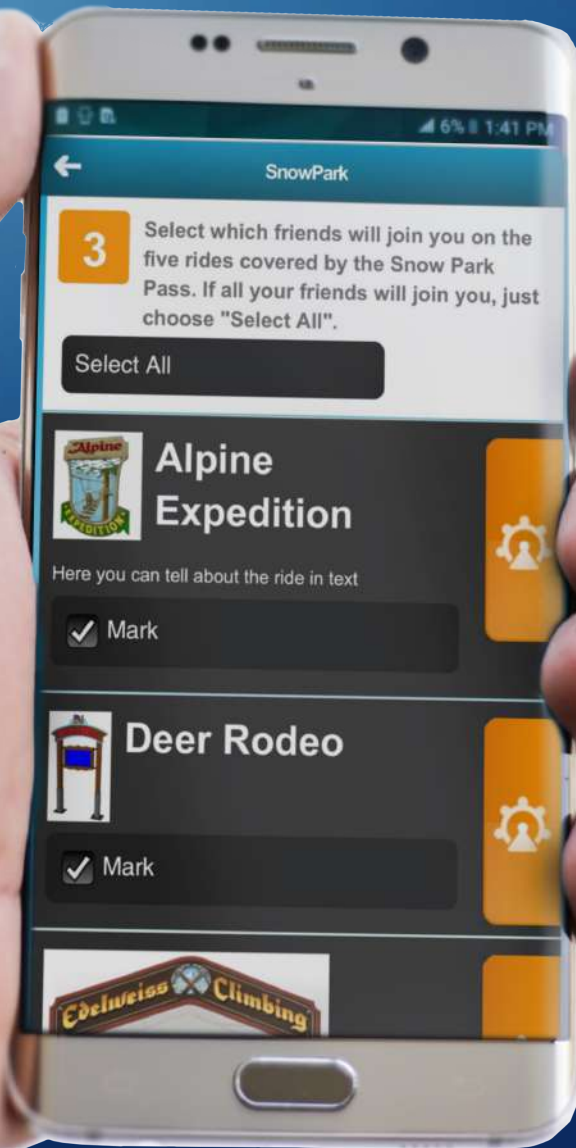 6% 1:41 PM
SnowPark
3
Select which friends will join you on the
five rides covered by the Snow Park
Pass. If all your friends will join you, just
choose "Select All".
Select All
Alpine
EXPEDITION
Alpine
Expedition
Here you can tell about the ride in text
Mark
Deer Rodeo
Mark
Edelweiss Climbing